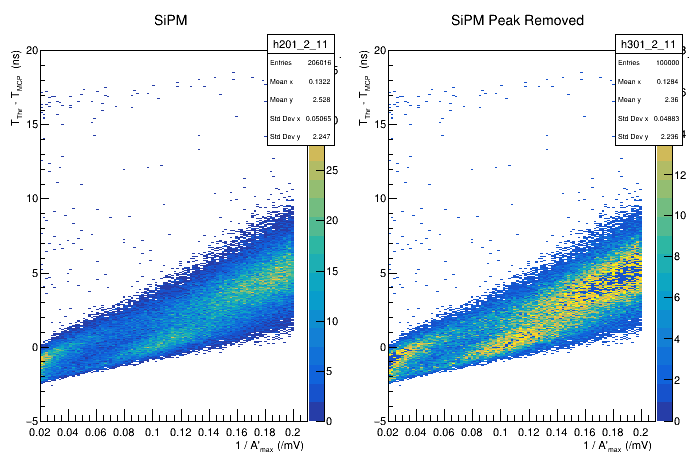 SiPM
h201_2_11
Entries 206016
Mean x 0.1322
Mean y 2.528
Std Dev x 0.05065
Std Dev y 2.247
T_Thr - T_MCP (ns)
20
15
10
5
0
−5
0.02 0.04 0.06 0.08 0.1 0.12 0.14 0.16 0.18 0.2
1 / A'_max (/mV)
25
20
15
10
5
0
SiPM Peak Removed
h301_2_11
Entries 100000
Mean x 0.1284
Mean y 2.36
Std Dev x 0.04883
Std Dev y 2.236
T_Thr - T_MCP (ns)
20
15
10
5
0
−5
0.02 0.04 0.06 0.08 0.1 0.12 0.14 0.16 0.18 0.2
1 / A'_max (/mV)
12
10
8
6
4
2
0